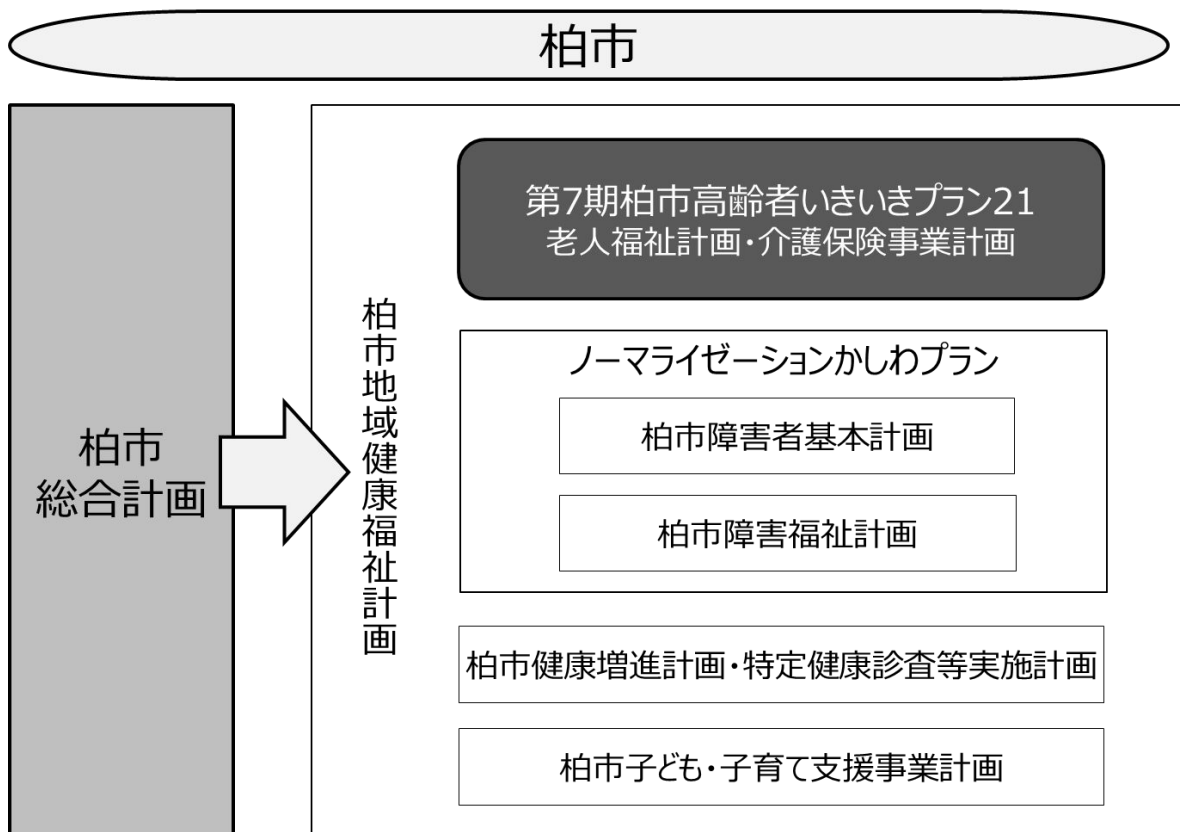 柏市
柏市
総合計画
柏市地域健康福祉計画
第7期柏市高齢者いきいきプラン21
老人福祉計画・介護保険事業計画
ノーマライゼーションかしわプラン
柏市障害者基本計画
柏市障害福祉計画
柏市健康増進計画・特定健康診査等実施計画
柏市子ども・子育て支援事業計画